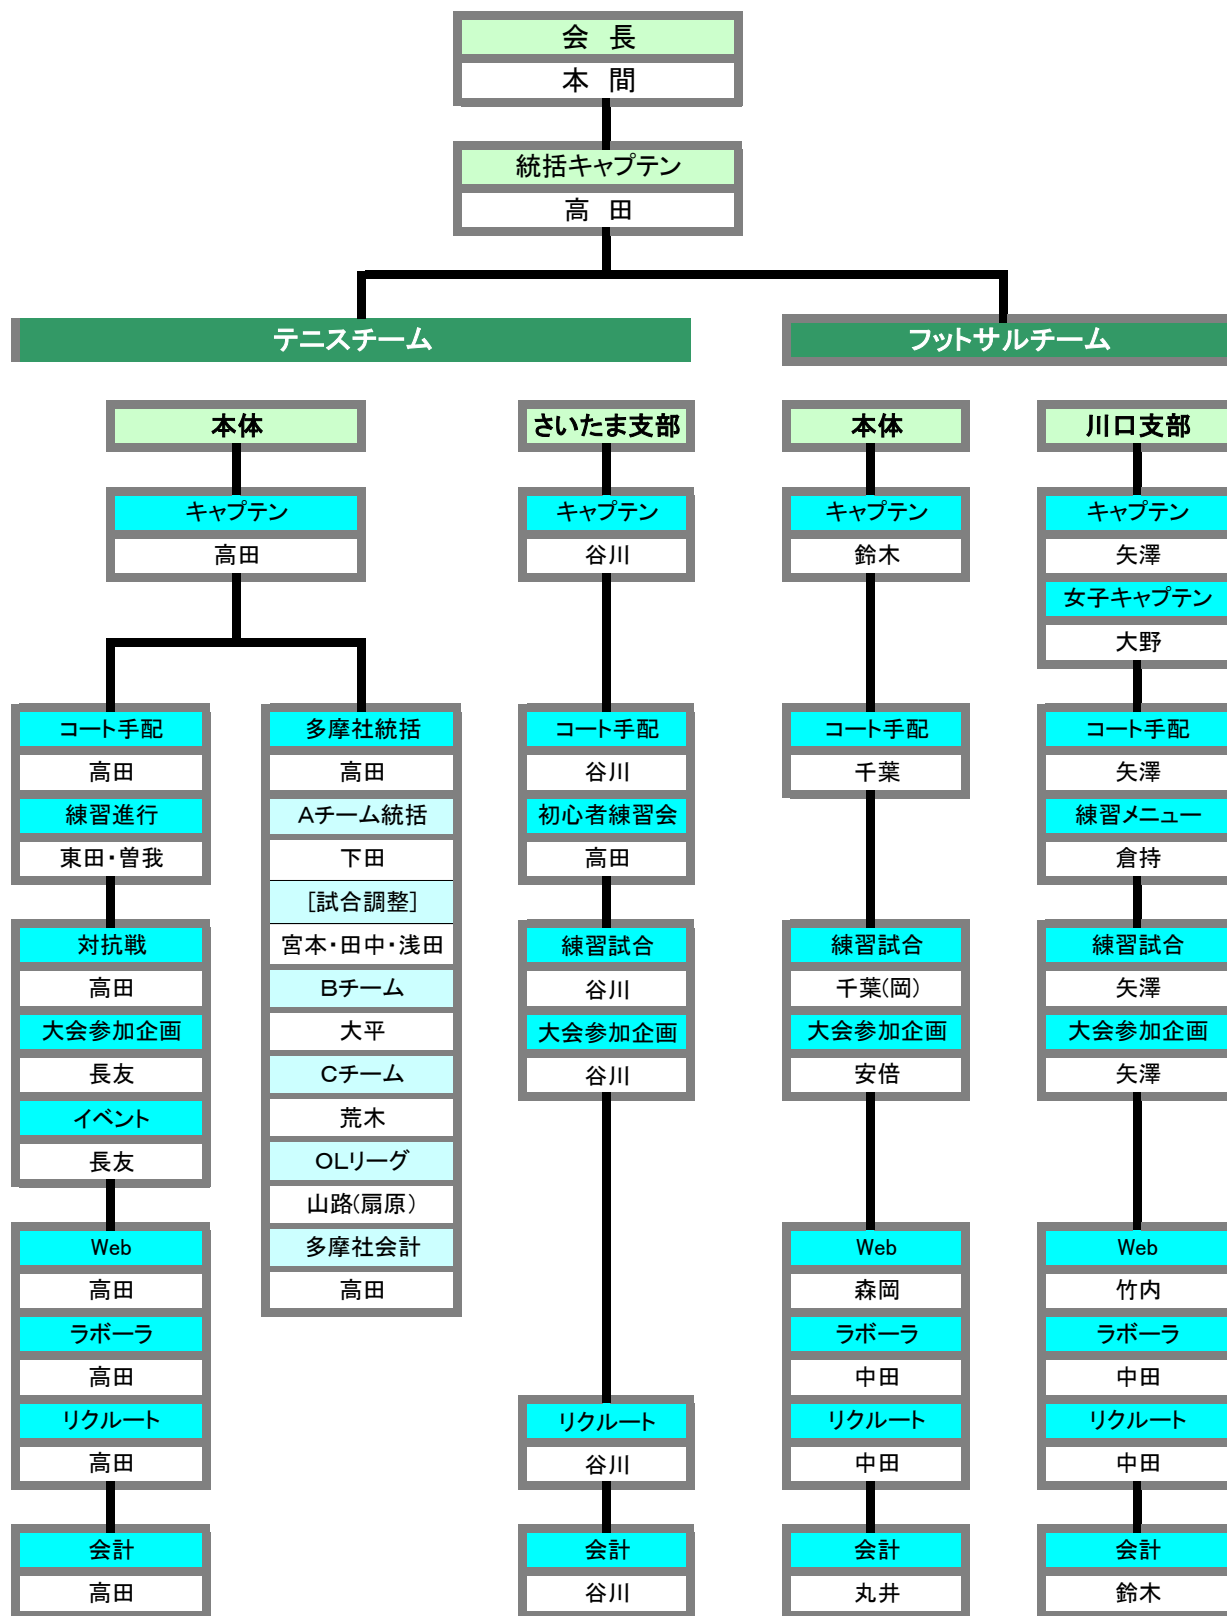 会 長
本 間
統括キャプテン
高 田
テニスチーム
フットサルチーム
本体
キャプテン
高田
コート手配
高田
練習進行
東田・曽我
対抗戦
高田
大会参加企画
長友
イベント
長友
Web
高田
ラボーラ
高田
リクルート
高田
会計
高田
多摩社統括
高田
Aチーム統括
下田
[試合調整]
宮本・田中・浅田
Bチーム
大平
Cチーム
荒木
OLリーグ
山路(扇原)
多摩社会計
高田
さいたま支部
キャプテン
谷川
コート手配
谷川
初心者練習会
高田
練習試合
谷川
大会参加企画
谷川
リクルート
谷川
会計
谷川
本体
キャプテン
鈴木
コート手配
千葉
練習試合
千葉(岡)
大会参加企画
安倍
Web
森岡
ラボーラ
中田
リクルート
中田
会計
丸井
川口支部
キャプテン
矢澤
女子キャプテン
大野
コート手配
矢澤
練習メニュー
倉持
練習試合
矢澤
大会参加企画
矢澤
Web
竹内
ラボーラ
中田
リクルート
中田
会計
鈴木